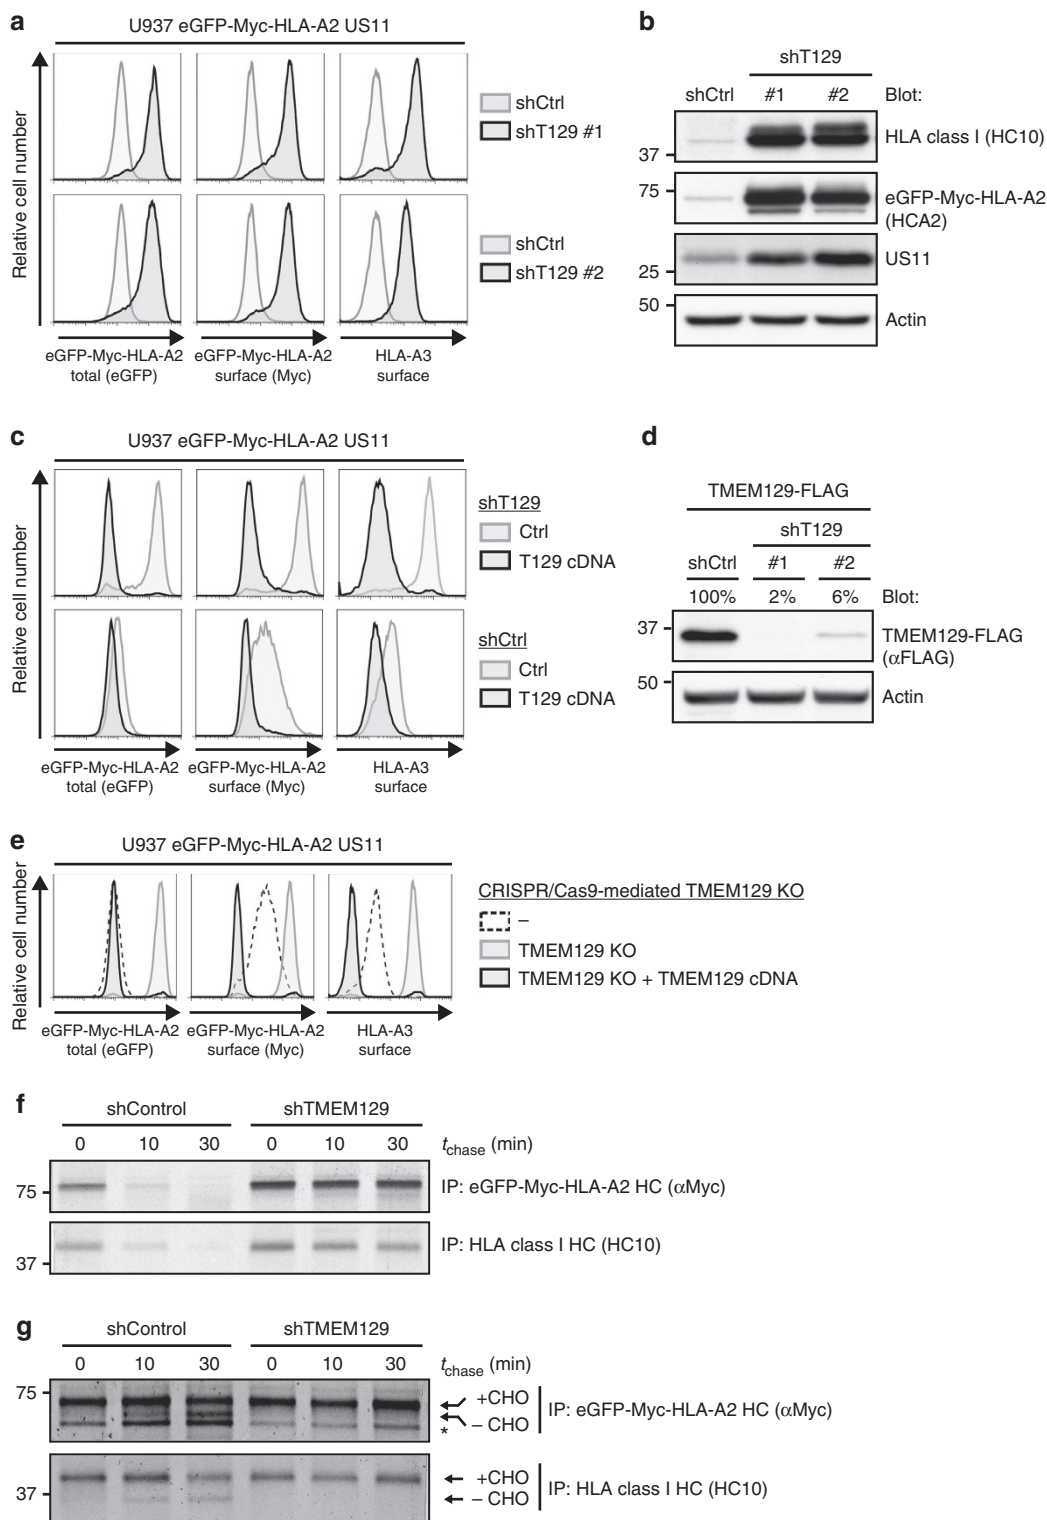 a
U937 eGFP-Myc-HLA-A2 US11
Relative cell number
shCtrl
shT129 #1
Relative cell number
shCtrl
shT129 #2
eGFP-Myc-HLA-A2
total (eGFP)
eGFP-Myc-HLA-A2
surface (Myc)
HLA-A3
surface
b
shT129
shCtrl #1 #2 Blot:
HLA class I (HC10)
37
75
eGFP-Myc-HLA-A2
(HCA2)
US11
25
50
Actin
c
U937 eGFP-Myc-HLA-A2 US11
Relative cell number
shT129
Ctrl
T129 cDNA
Relative cell number
shCtrl
Ctrl
T129 cDNA
eGFP-Myc-HLA-A2
total (eGFP)
eGFP-Myc-HLA-A2
surface (Myc)
HLA-A3
surface
d
TMEM129-FLAG
shT129
shCtrl #1 #2
100% 2% 6% Blot:
37
TMEM129-FLAG
(αFLAG)
50
Actin
e
U937 eGFP-Myc-HLA-A2 US11
Relative cell number
CRISPR/Cas9-mediated TMEM129 KO
–
TMEM129 KO
TMEM129 KO + TMEM129 cDNA
eGFP-Myc-HLA-A2
total (eGFP)
eGFP-Myc-HLA-A2
surface (Myc)
HLA-A3
surface
f
shControl shTMEM129
0 10 30 0 10 30 tchase (min)
75
IP: eGFP-Myc-HLA-A2 HC (αMyc)
IP: HLA class I HC (HC10)
37
g
shControl shTMEM129
0 10 30 0 10 30 tchase (min)
75
+CHO
– CHO
*
IP: eGFP-Myc-HLA-A2 HC (αMyc)
+CHO
– CHO
IP: HLA class I HC (HC10)
37